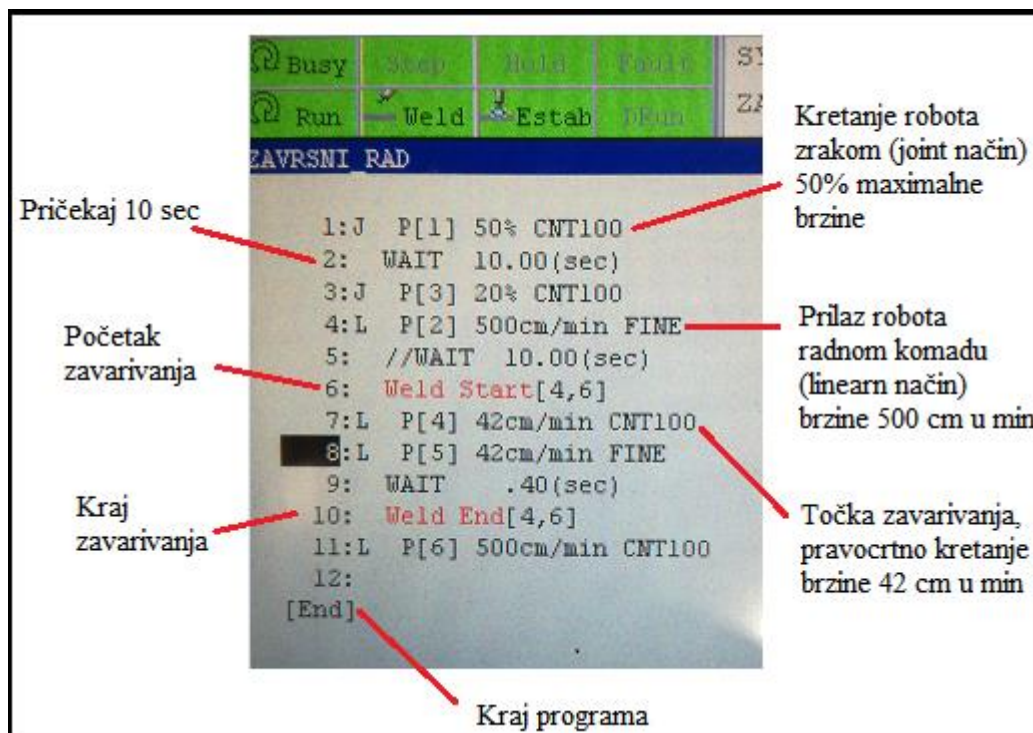 Busy Step Hold Fault
Run Weld Estab DRun
ZAVRSNI_RAD
1:J P[1] 50% CNT100
2: WAIT 10.00(sec)
3:J P[3] 20% CNT100
4:L P[2] 500cm/min FINE
5: //WAIT 10.00(sec)
6: Weld Start[4,6]
7:L P[4] 42cm/min CNT100
8:L P[5] 42cm/min FINE
9: WAIT .40(sec)
10: Weld End[4,6]
11:L P[6] 500cm/min CNT100
12:
[End]
Pričekaj 10 sec
Početak
zavarivanja
Kraj
zavarivanja
Kretanje robota
zrakom (joint način)
50% maximalne
brzine
Prilaz robota
radnom komadu
(linearn način)
brzine 500 cm u min
Točka zavarivanja,
pravocrtno kretanje
brzine 42 cm u min
Kraj programa